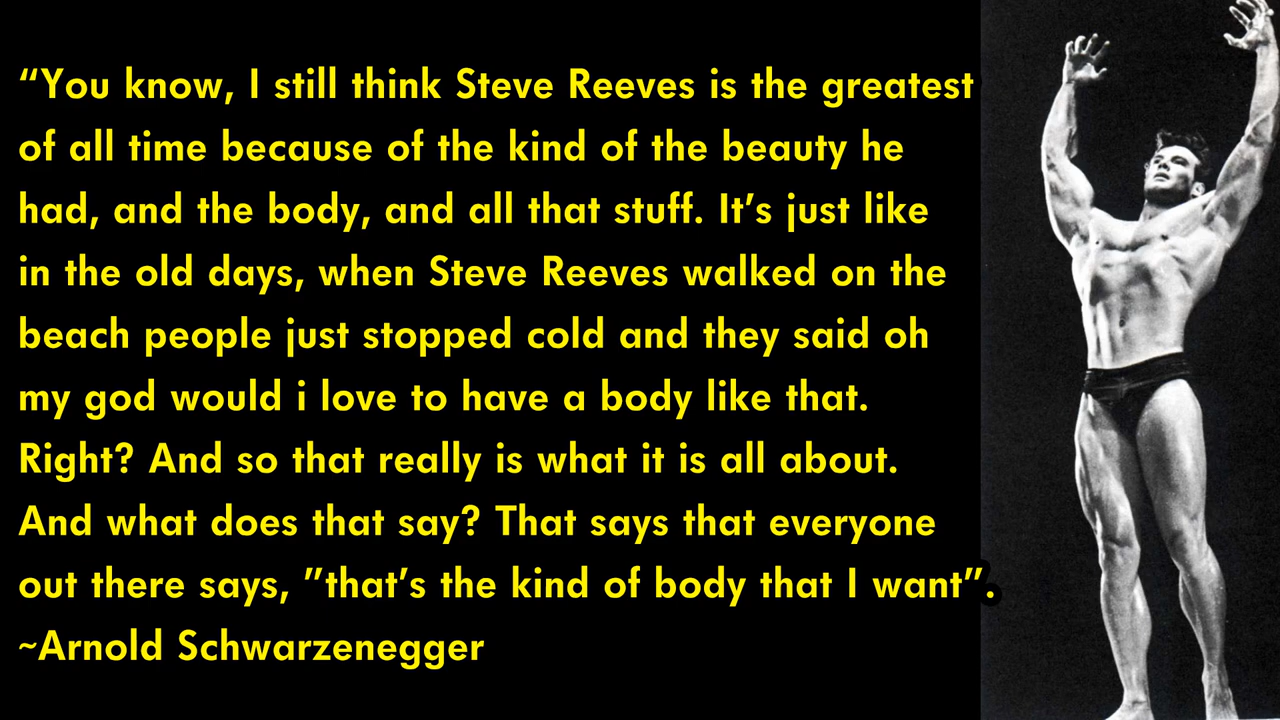 “You know, I still think Steve Reeves is the greatest
of all time because of the kind of the beauty he
had, and the body, and all that stuff. It’s just like
in the old days, when Steve Reeves walked on the
beach people just stopped cold and they said oh
my god would i love to have a body like that.
Right? And so that really is what it is all about.
And what does that say? That says that everyone
out there says, ”that’s the kind of body that I want”.
~Arnold Schwarzenegger